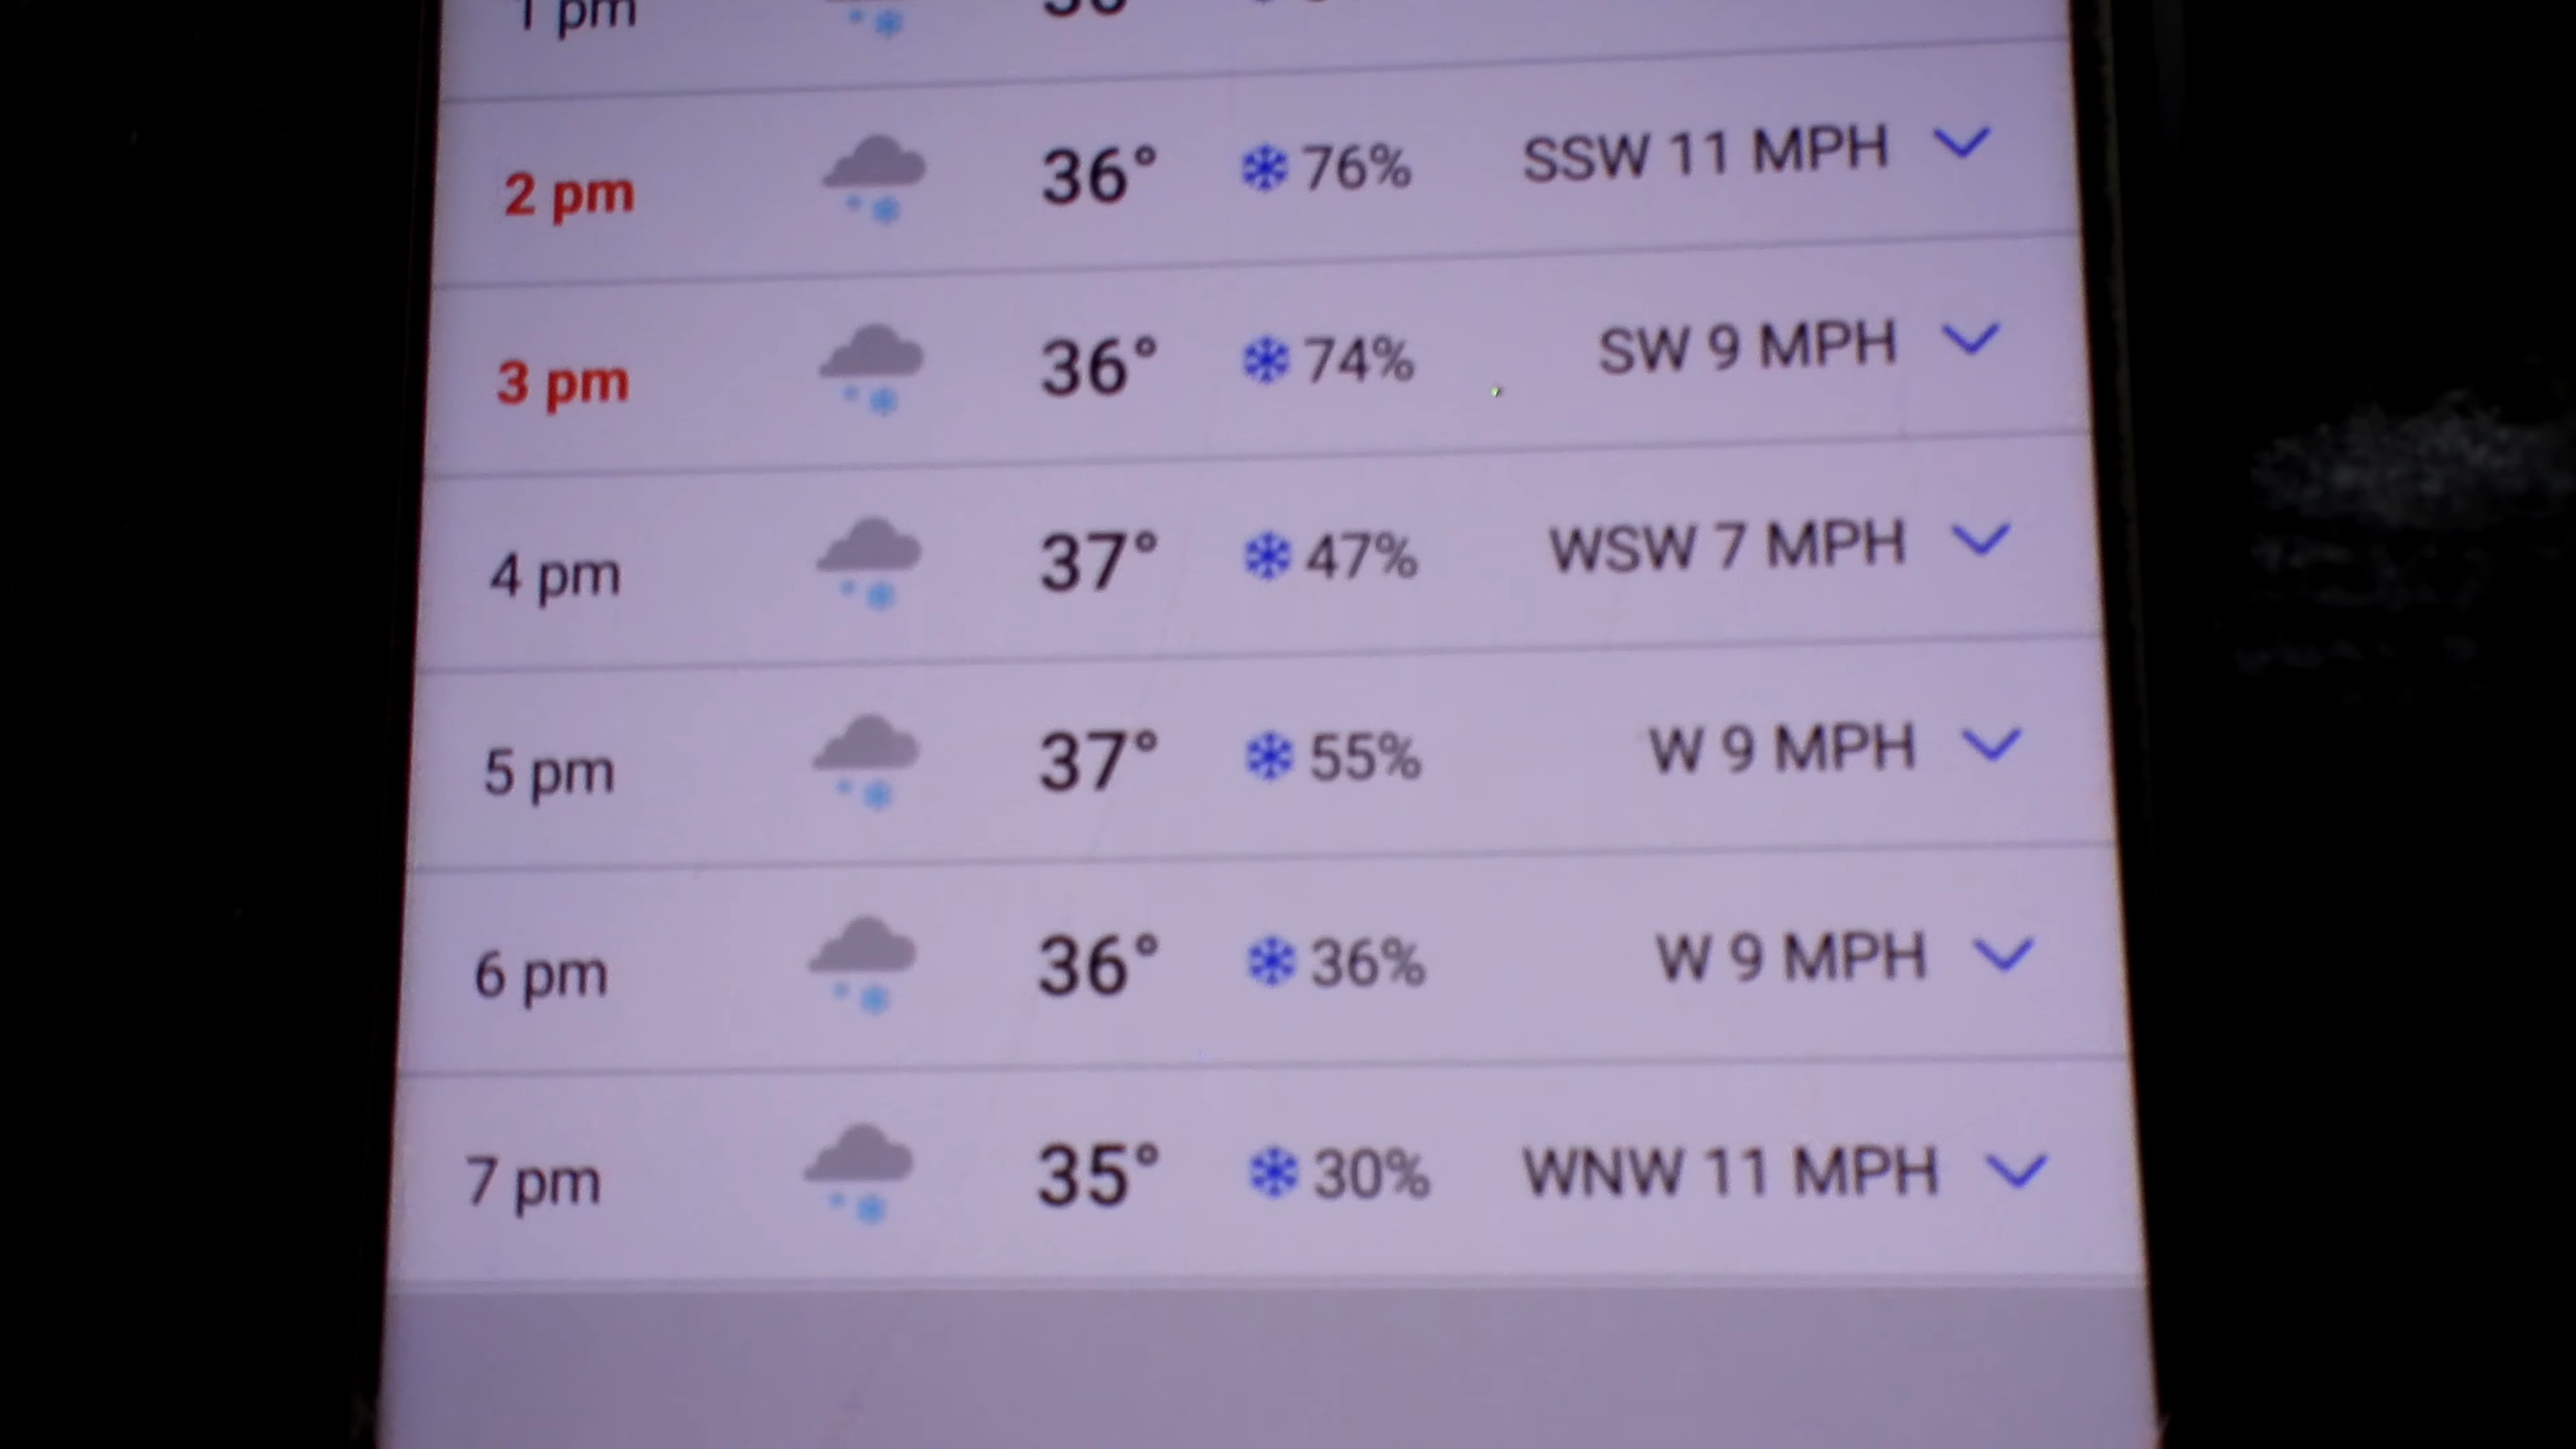 1 pm
2 pm 36° 76% SSW 11 MPH
3 pm 36° 74% SW 9 MPH
4 pm 37° 47% WSW 7 MPH
5 pm 37° 55% W 9 MPH
6 pm 36° 36% W 9 MPH
7 pm 35° 30% WNW 11 MPH